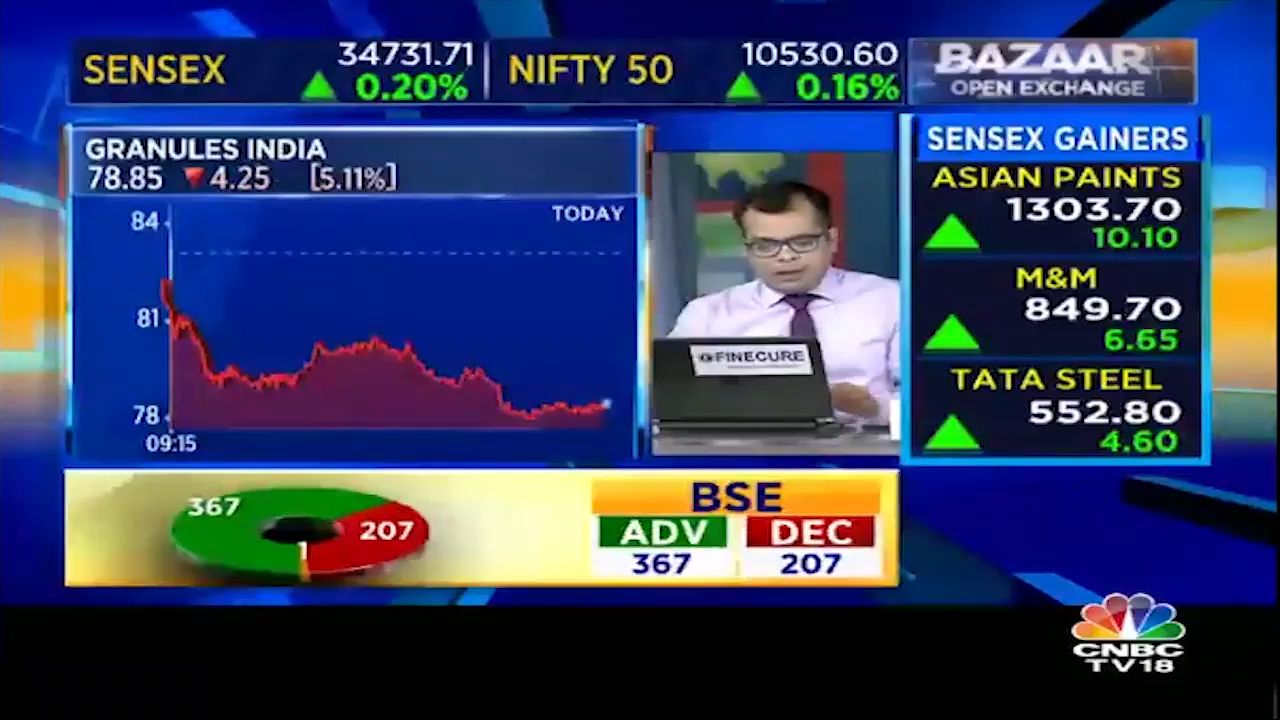 SENSEX
34731.71
▲ 0.20%
NIFTY 50
10530.60
▲ 0.16%
BAZAAR
OPEN EXCHANGE
GRANULES INDIA
78.85 ▼4.25 [5.11%]
TODAY
84
81
78
09:15
FINECURE
SENSEX GAINERS
ASIAN PAINTS
1303.70
▲ 10.10
M&M
849.70
▲ 6.65
TATA STEEL
552.80
▲ 4.60
367
207
1
BSE
ADV DEC
367 207
CNBC
TV18